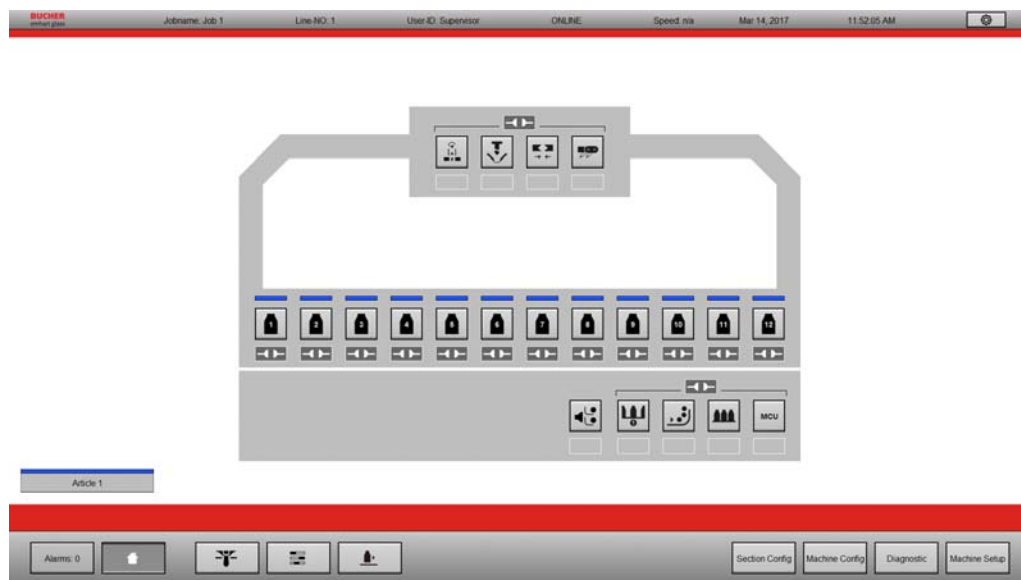 BUCHER
emhart glass
Jobname: Job 1
Line-NO. 1
User-ID: Supervisor
ONLINE
Speed: n/a
Mar 14, 2017
11:52:05 AM
1
2
3
4
5
6
7
8
9
10
11
12
MCU
Article 1
Alarms: 0
Section Config
Machine Config
Diagnostic
Machine Setup